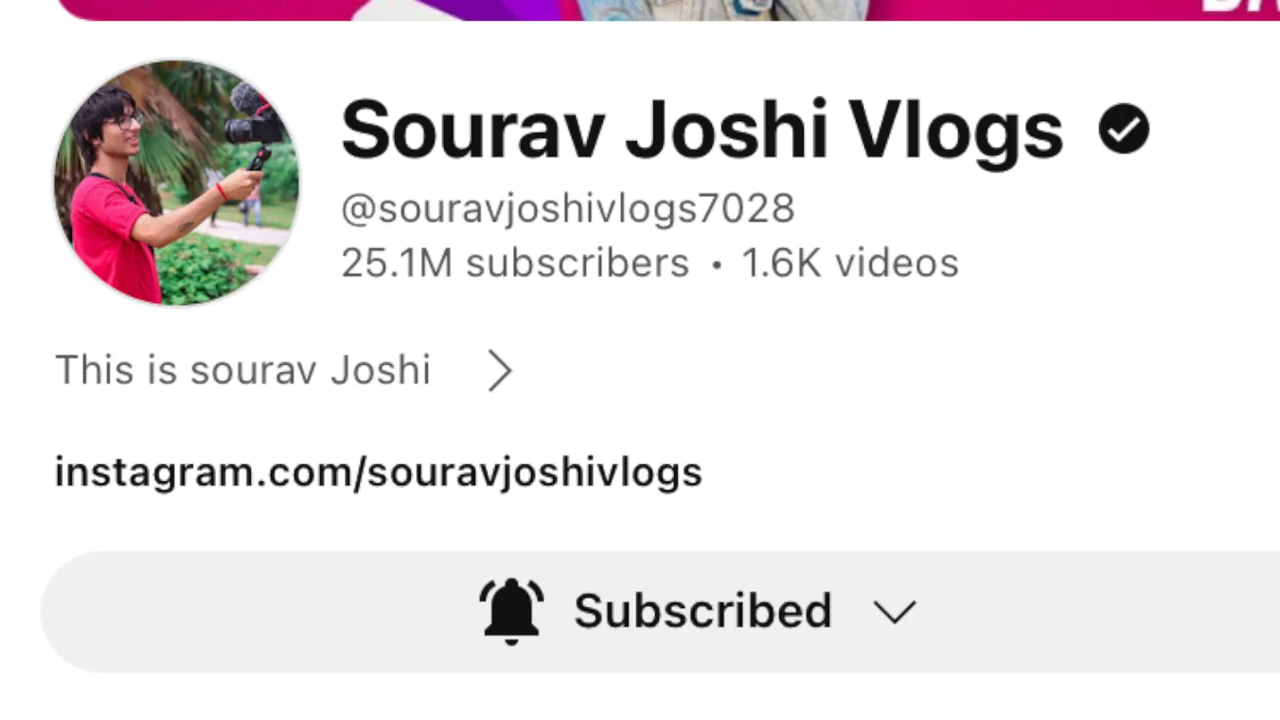 Sourav Joshi Vlogs
@souravjoshivlogs7028
25.1M subscribers • 1.6K videos
This is sourav Joshi
instagram.com/souravjoshivlogs
Subscribed